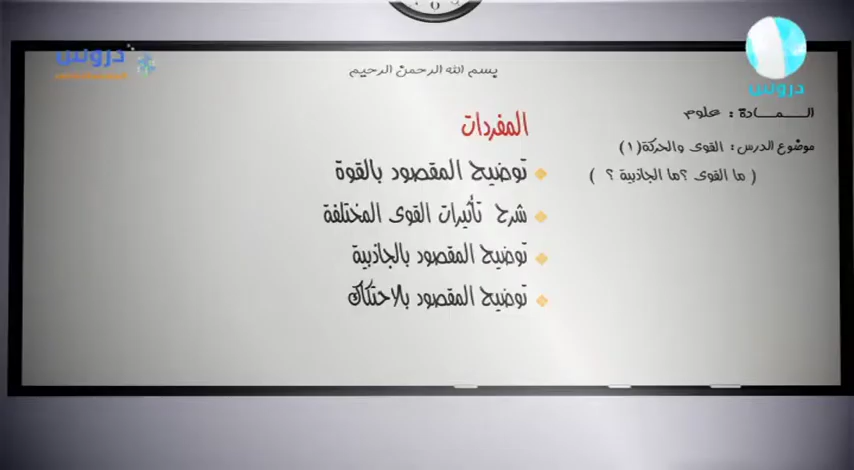 دروس
دروس
بسم الله الرحمن الرحيم
المـــادة : علوم
موضوع الدرس: القوى والحركة(١)
( ما القوى ؟ما الجاذبية ؟ )
المفردات
توضيح المقصود بالقوة
شرح تأثيرات القوى المختلفة
توضيح المقصود بالجاذبية
توضيح المقصود بالاحتكاك